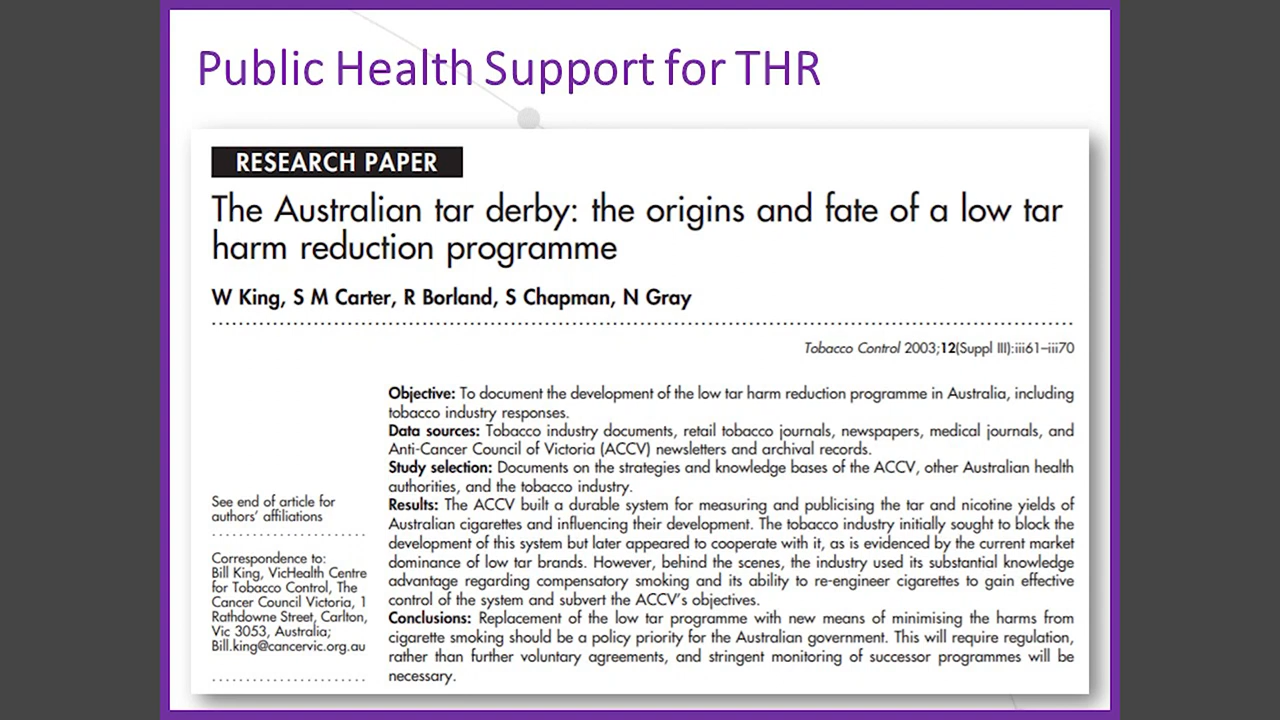 Public Health Support for THR
RESEARCH PAPER
The Australian tar derby: the origins and fate of a low tar
harm reduction programme
W King, S M Carter, R Borland, S Chapman, N Gray
Tobacco Control 2003;12(Suppl III):iii61–iii70
Objective: To document the development of the low tar harm reduction programme in Australia, including
tobacco industry responses.
Data sources: Tobacco industry documents, retail tobacco journals, newspapers, medical journals, and
Anti-Cancer Council of Victoria (ACCV) newsletters and archival records.
Study selection: Documents on the strategies and knowledge bases of the ACCV, other Australian health
authorities, and the tobacco industry.
Results: The ACCV built a durable system for measuring and publicising the tar and nicotine yields of
Australian cigarettes and influencing their development. The tobacco industry initially sought to block the
development of this system but later appeared to cooperate with it, as is evidenced by the current market
dominance of low tar brands. However, behind the scenes, the industry used its substantial knowledge
advantage regarding compensatory smoking and its ability to re-engineer cigarettes to gain effective
control of the system and subvert the ACCV's objectives.
Conclusions: Replacement of the low tar programme with new means of minimising the harms from
cigarette smoking should be a policy priority for the Australian government. This will require regulation,
rather than further voluntary agreements, and stringent monitoring of successor programmes will be
necessary.
See end of article for
authors' affiliations
Correspondence to:
Bill King, VicHealth Centre
for Tobacco Control, The
Cancer Council Victoria, 1
Rathdowne Street, Carlton,
Vic 3053, Australia;
Bill.king@cancervic.org.au